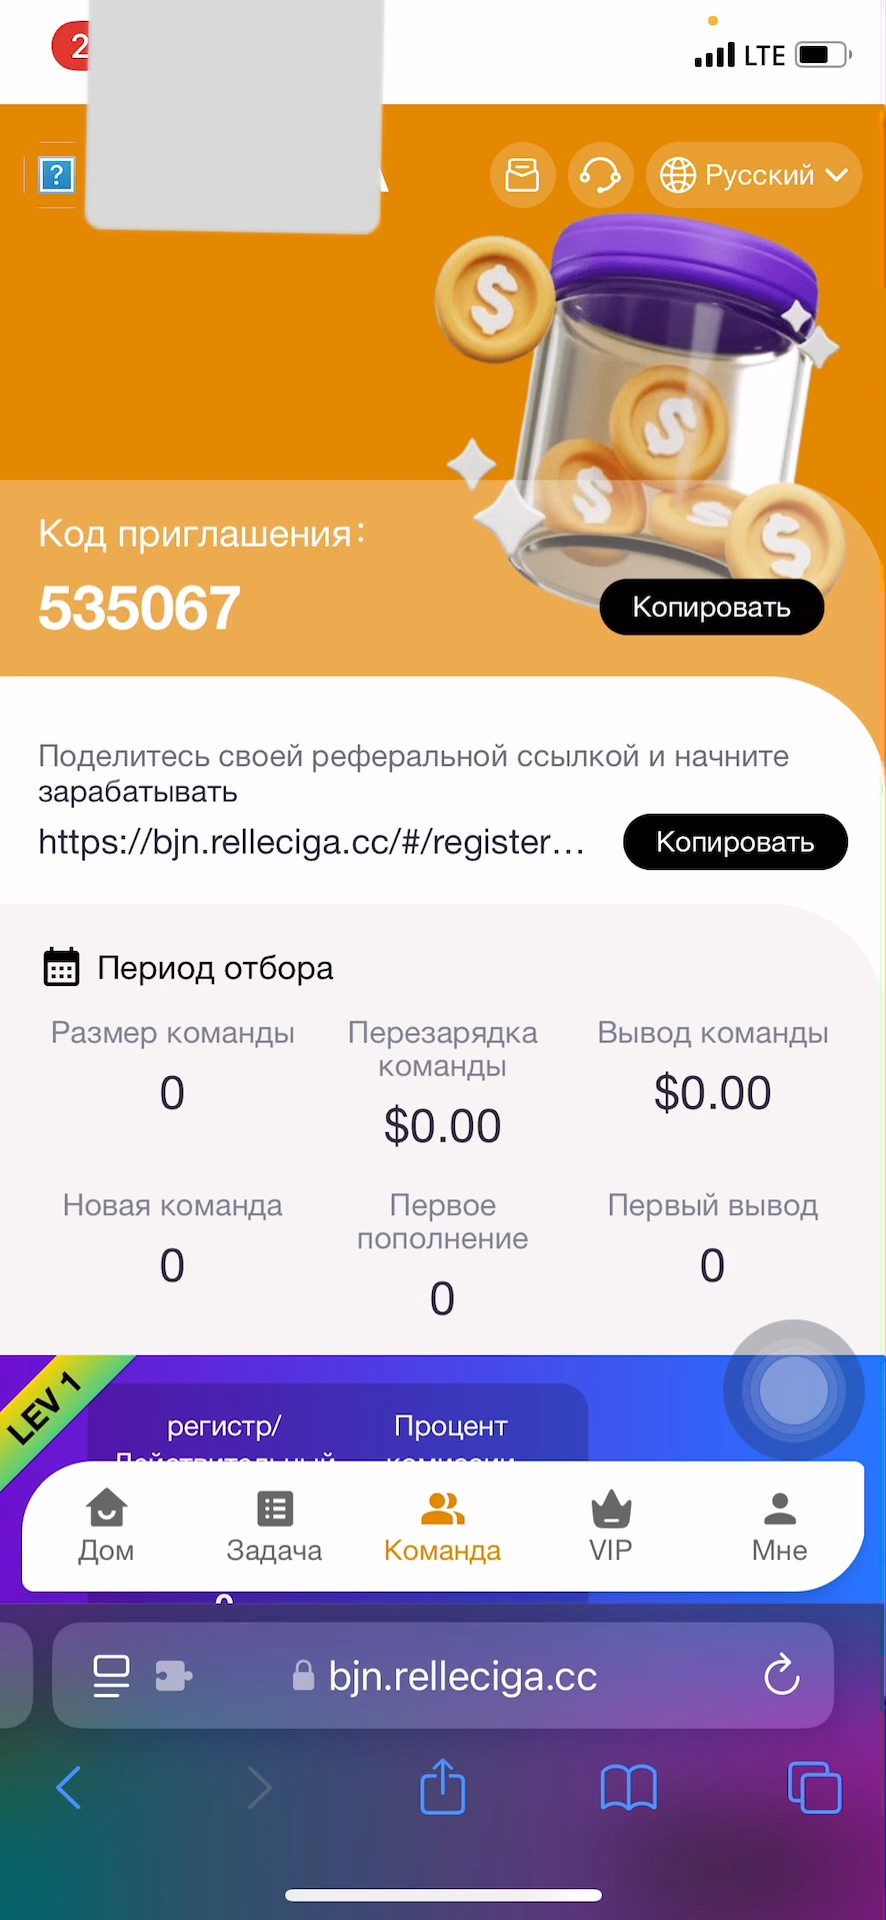 2
LTE
Русский
Код приглашения:
535067
Копировать
Поделитесь своей реферальной ссылкой и начните
зарабатывать
https://bjn.relleciga.cc/#/register...
Копировать
Период отбора
Размер команды
0
Перезарядка
команды
$0.00
Вывод команды
$0.00
Новая команда
0
Первое
пополнение
0
Первый вывод
0
LEV 1
регистр/
Действительный
Процент
комиссии
Дом
Задача
Команда
VIP
Мне
bjn.relleciga.cc